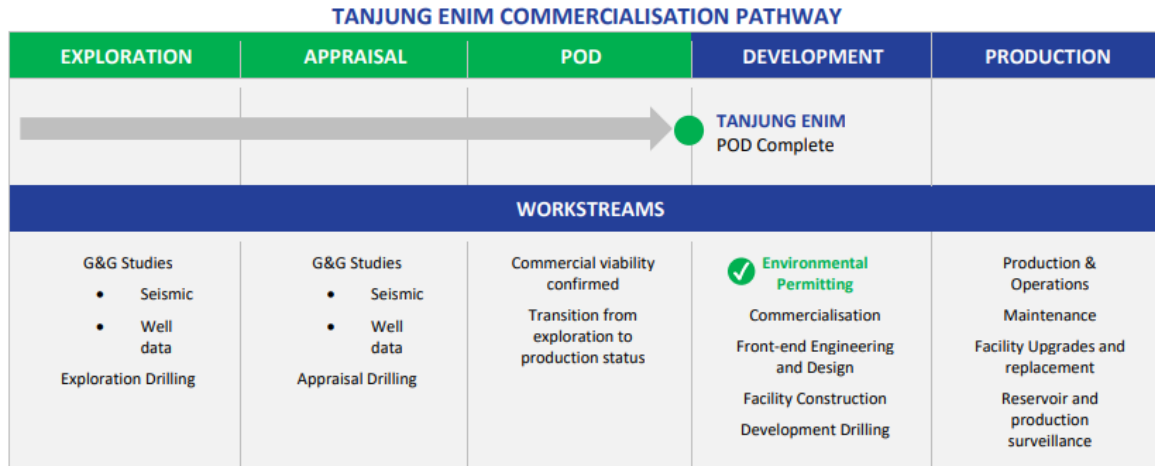 TANJUNG ENIM COMMERCIALISATION PATHWAY
EXPLORATION
APPRAISAL
POD
DEVELOPMENT
PRODUCTION
TANJUNG ENIM
POD Complete
WORKSTREAMS
G&G Studies
• Seismic
• Well
data
Exploration Drilling
G&G Studies
• Seismic
• Well
data
Appraisal Drilling
Commercial viability
confirmed
Transition from
exploration to
production status
Environmental
Permitting
Commercialisation
Front-end Engineering
and Design
Facility Construction
Development Drilling
Production &
Operations
Maintenance
Facility Upgrades and
replacement
Reservoir and
production
surveillance